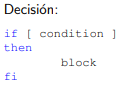 Decisión:
if [ condition ]
then
block
fi